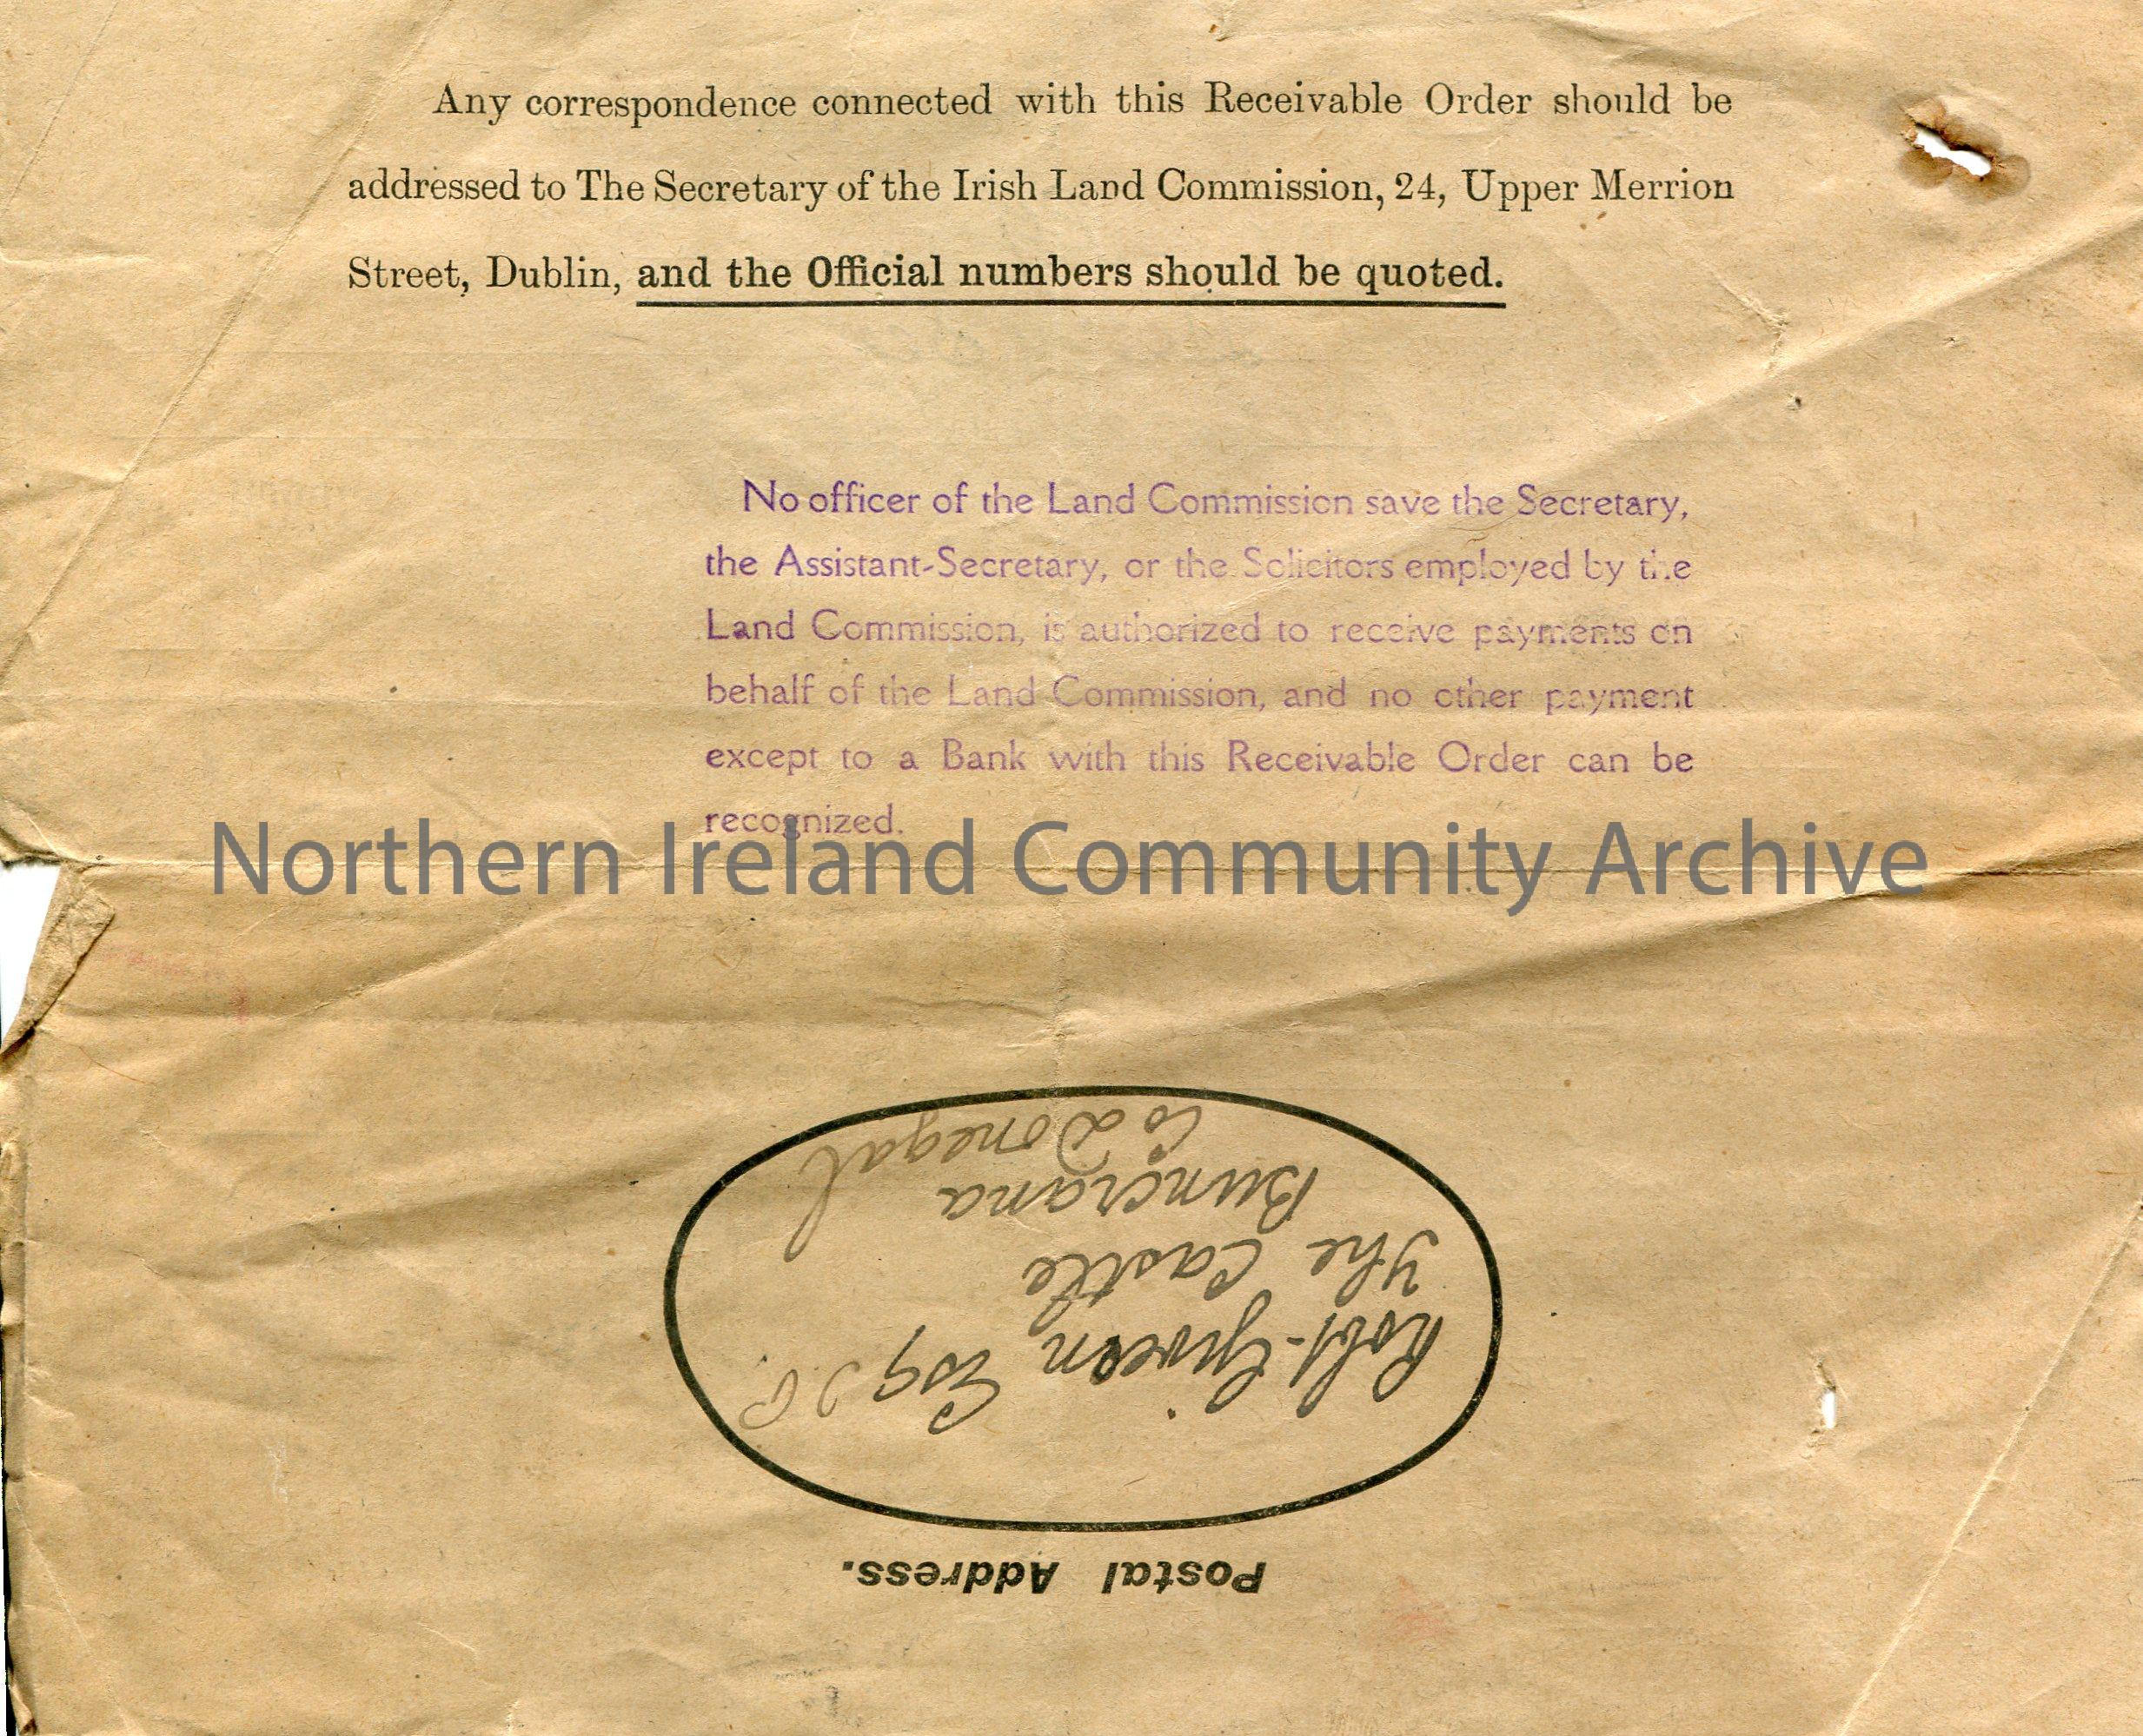 Any correspondence connected with this Receivable Order should be
addressed to The Secretary of the Irish Land Commission, 24, Upper Merrion
Street, Dublin, and the Official numbers should be quoted.
No officer of the Land Commission save the Secretary,
the Assistant-Secretary, or the Solicitors employed by the
Land Commission, is authorized to receive payments on
behalf of the Land Commission, and no other payment
except to a Bank with this Receivable Order can be
recognized.
Northern Ireland Community Archive
Postal Address.
Robt. Giveen Esq J.P.
The Castle
Buncrana
Co Donegal